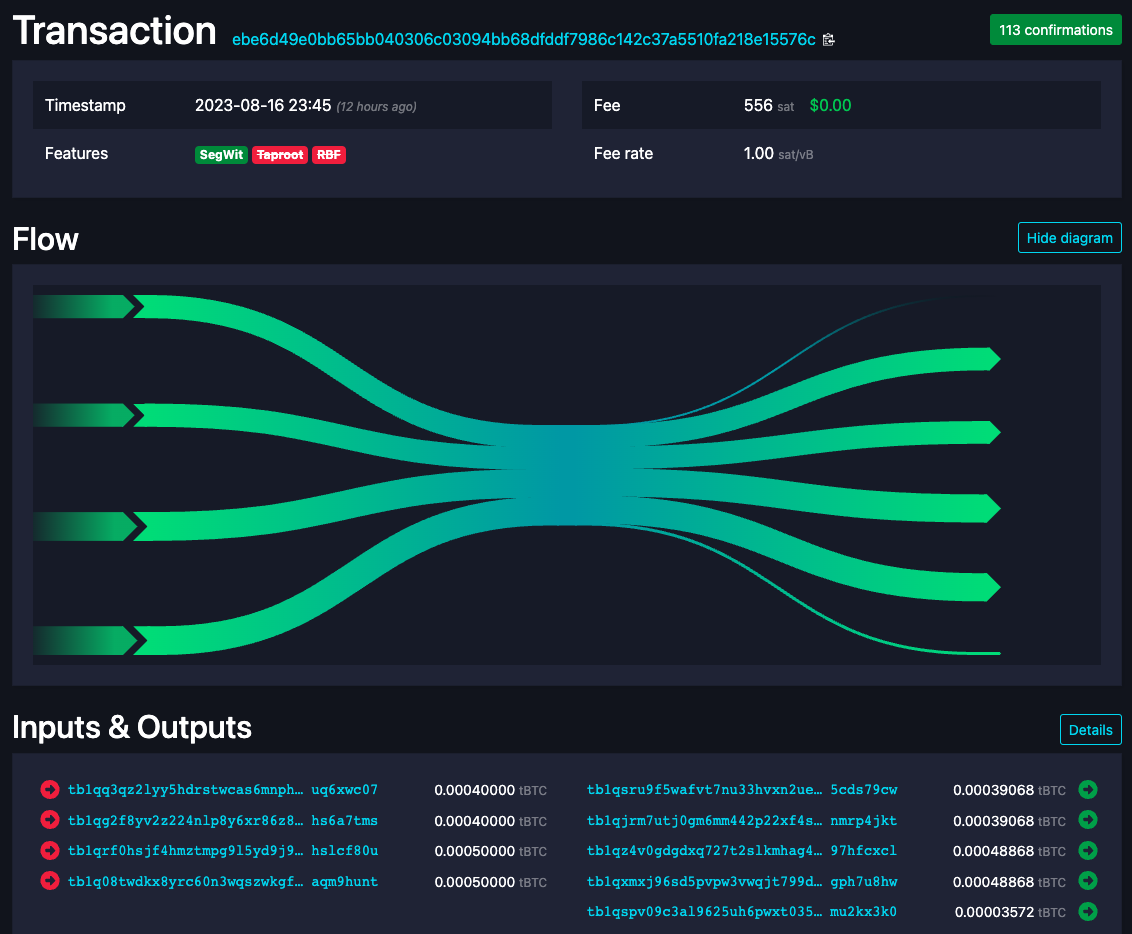 Transaction ebe6d49e0bb65bb040306c03094bb68dfddf7986c142c37a5510fa218e15576c 113 confirmations
Timestamp 2023-08-16 23:45 (12 hours ago)
Fee 556 sat $0.00
Features SegWit Taproot RBF
Fee rate 1.00 sat/vB
Flow Hide diagram
Inputs & Outputs Details
tb1qq3qz2lyy5hdrstwcas6mnph… uq6xwc07 0.00040000 tBTC
tb1qg2f8yv2z224nlp8y6xr86z8… hs6a7tms 0.00040000 tBTC
tb1qrf0hsjf4hmztmpg9l5yd9j9… hslcf80u 0.00050000 tBTC
tb1q08twdkx8yrc60n3wqszwkgf… aqm9hunt 0.00050000 tBTC
tb1qsru9f5wafvt7nu33hvxn2ue… 5cds79cw 0.00039068 tBTC
tb1qjrm7utj0gm6mm442p22xf4s… nmrp4jkt 0.00039068 tBTC
tb1qz4v0gdgdxq727t2slkmhag4… 97hfcxcl 0.00048868 tBTC
tb1qxmxj96sd5pvpw3vwqjt799d… gph7u8hw 0.00048868 tBTC
tb1qspv09c3al9625uh6pwxt035… mu2kx3k0 0.00003572 tBTC